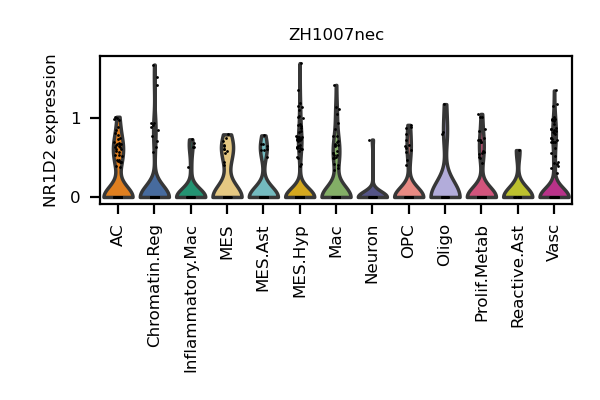 ZH1007nec
NR1D2 expression
1
0
AC
Chromatin.Reg
Inflammatory.Mac
MES
MES.Ast
MES.Hyp
Mac
Neuron
OPC
Oligo
Prolif.Metab
Reactive.Ast
Vasc